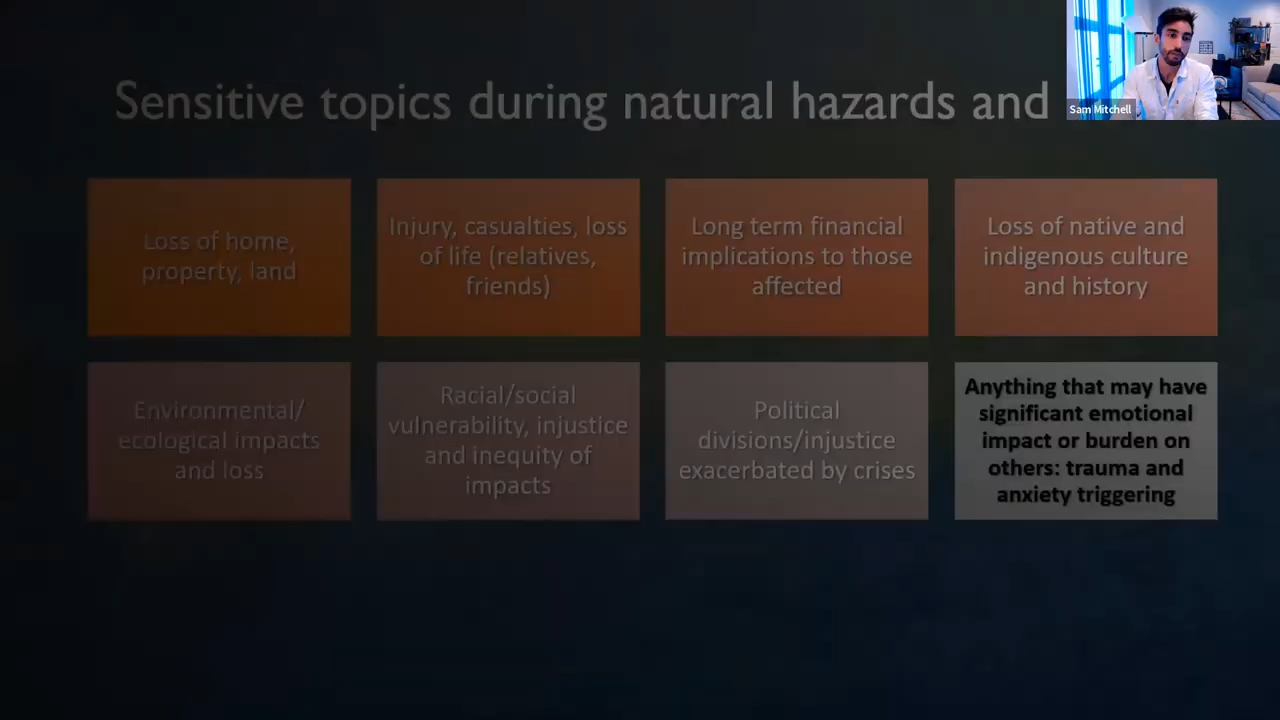 Sensitive topics during natural hazards and
Sam Mitchell
Loss of home,
property, land
Injury, casualties, loss
of life (relatives,
friends)
Long term financial
implications to those
affected
Loss of native and
indigenous culture
and history
Environmental/
ecological impacts
and loss
Racial/social
vulnerability, injustice
and inequity of
impacts
Political
divisions/injustice
exacerbated by crises
Anything that may have
significant emotional
impact or burden on
others: trauma and
anxiety triggering